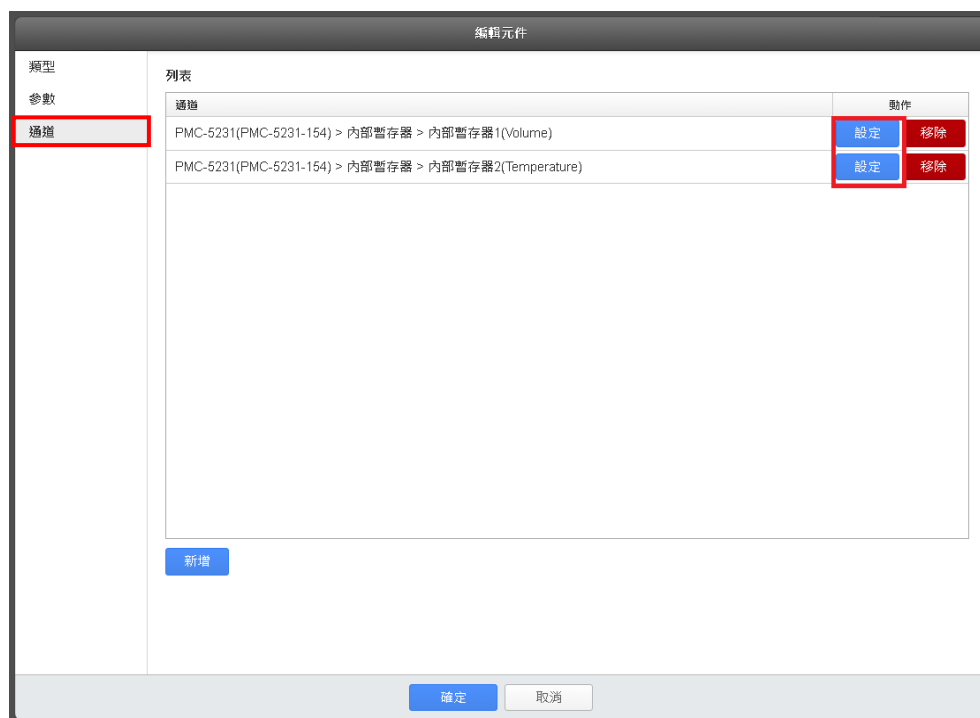 編輯元件
類型
參數
通道
列表
通道 動作
PMC-5231(PMC-5231-154) > 內部暫存器 > 內部暫存器1(Volume) 設定 移除
PMC-5231(PMC-5231-154) > 內部暫存器 > 內部暫存器2(Temperature) 設定 移除
新增
確定 取消